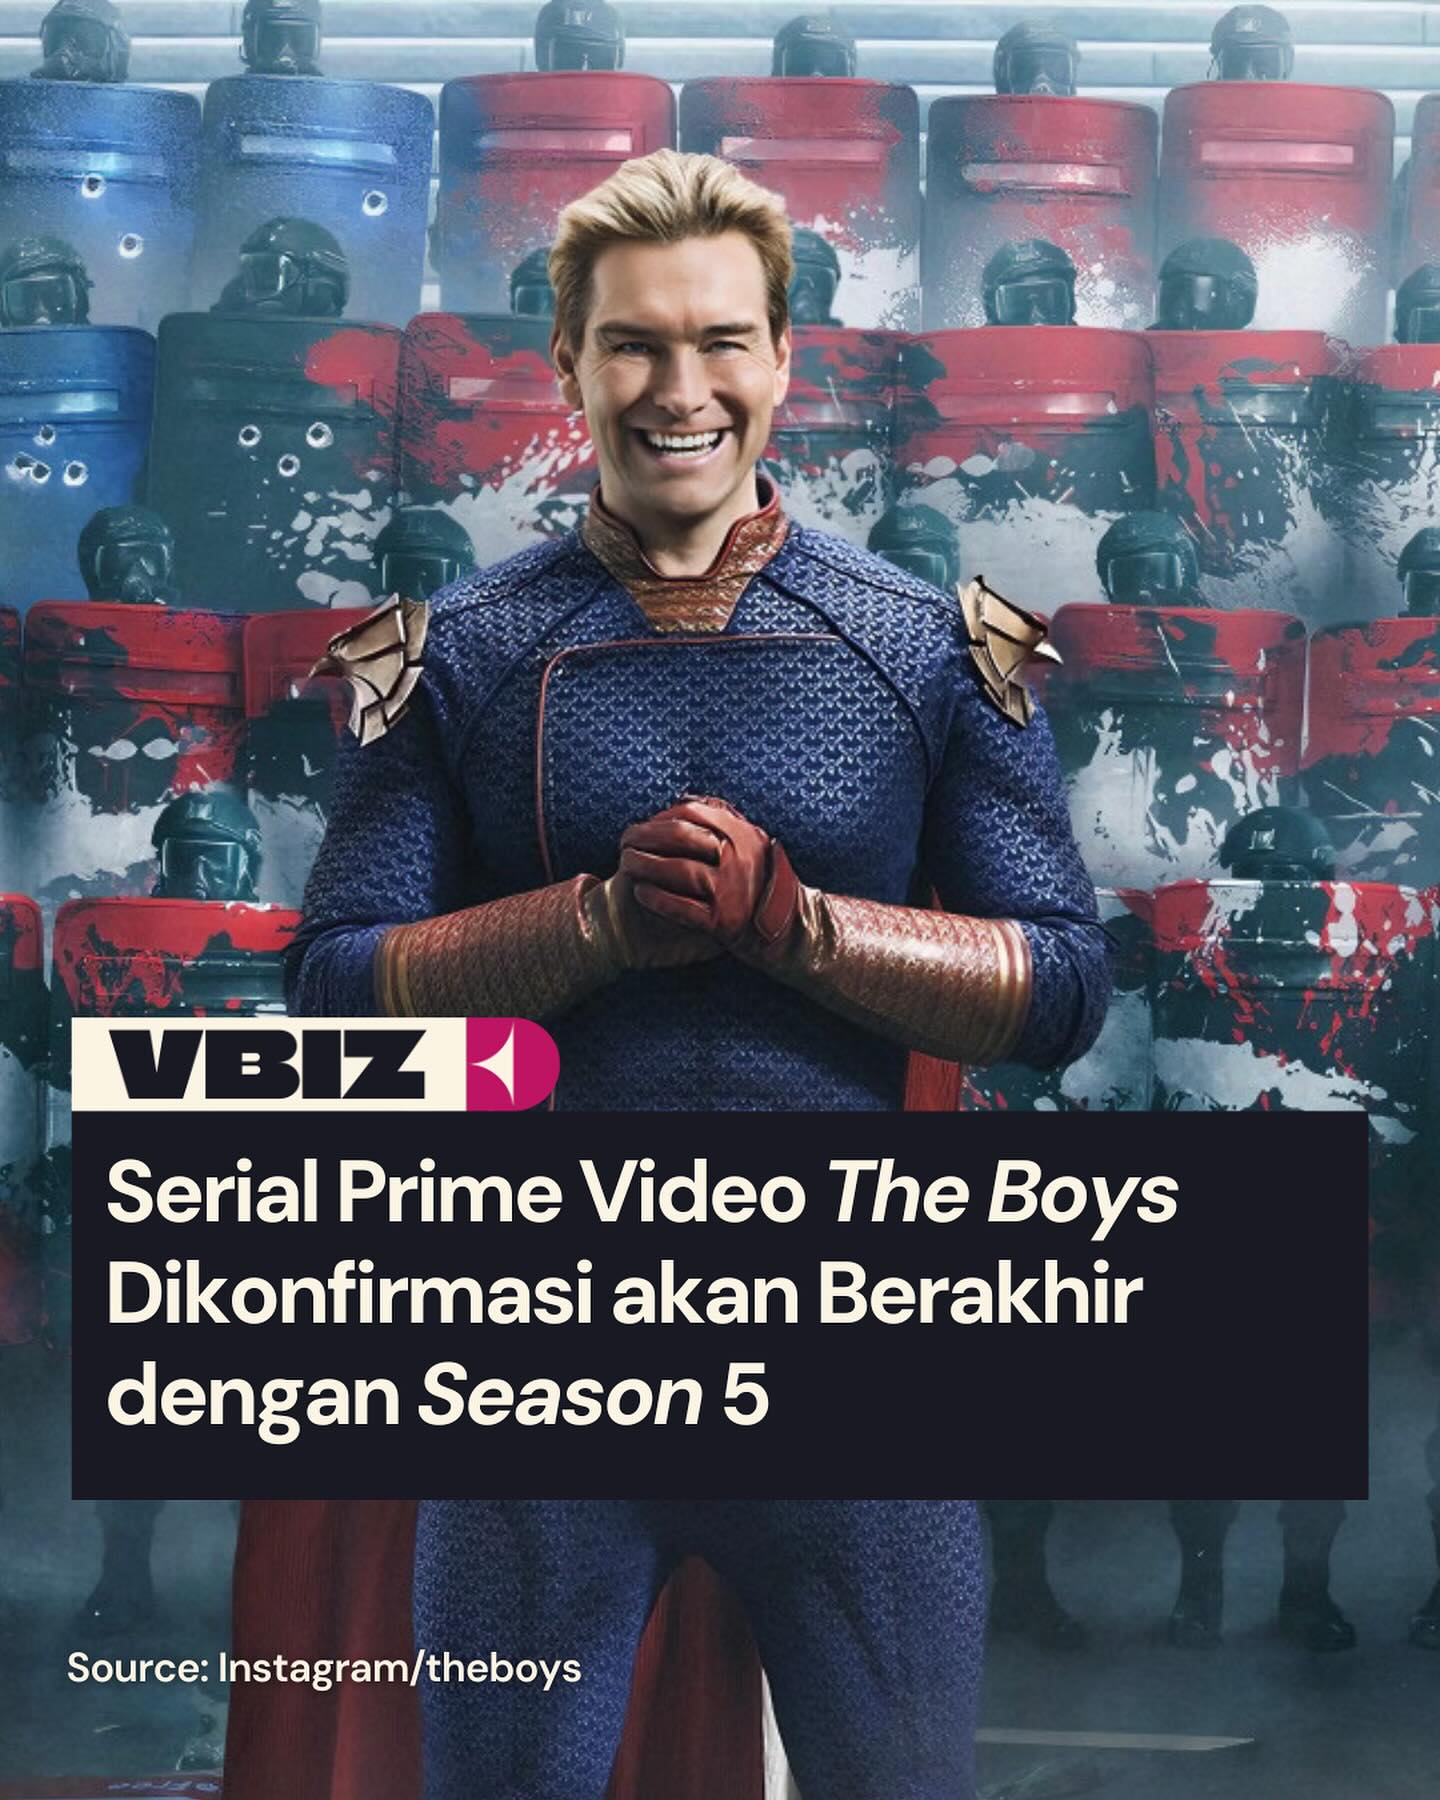 VBIZ
Serial Prime Video The Boys
Dikonfirmasi akan Berakhir
dengan Season 5
Source: Instagram/theboys